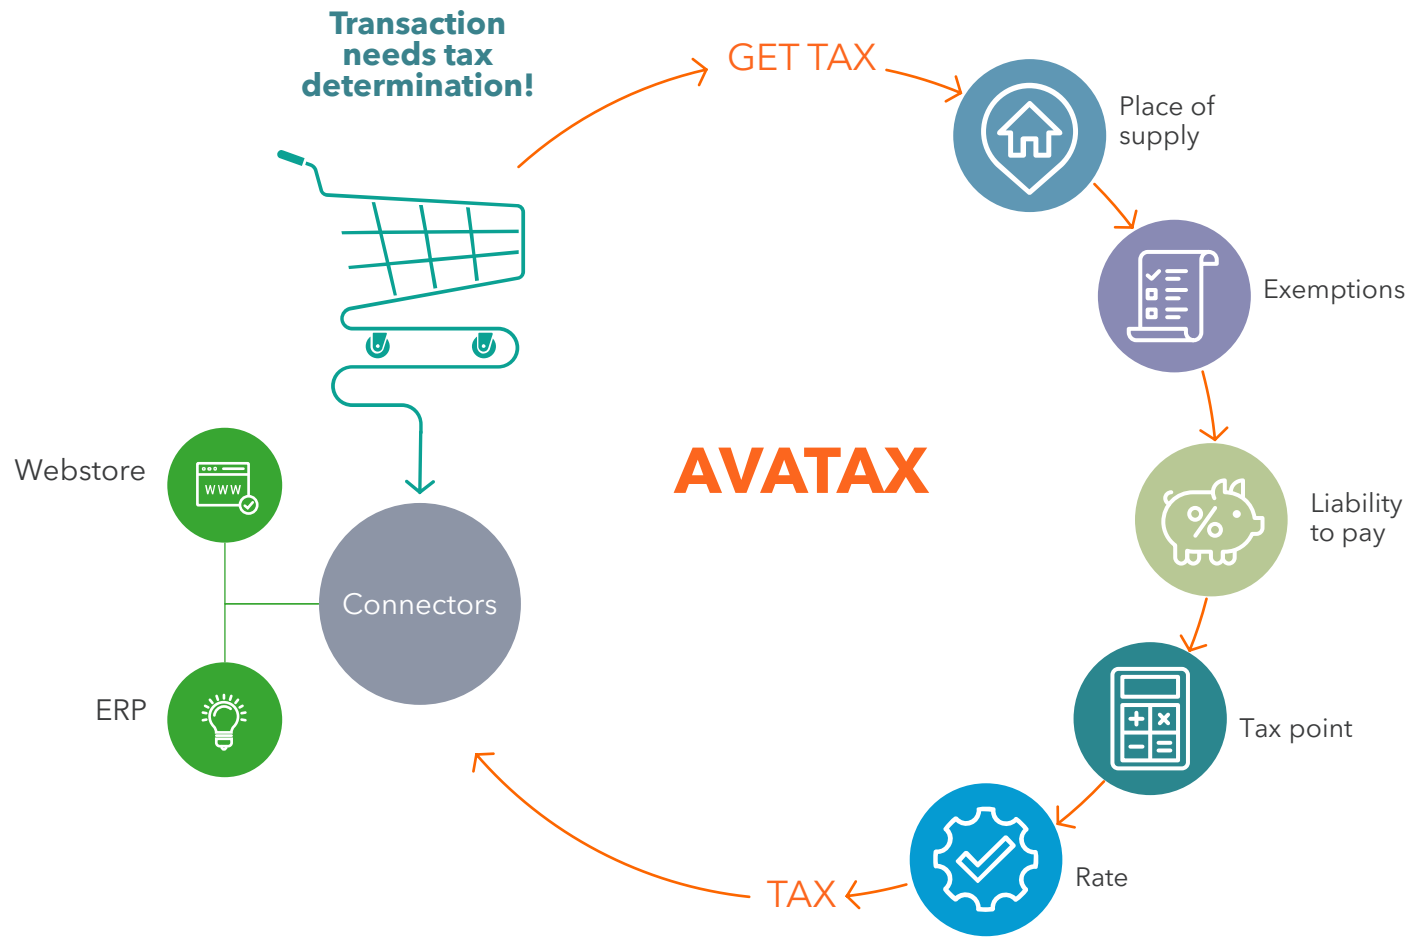 Transaction
needs tax
determination!
GET TAX
Place of
supply
Exemptions
AVATAX
Webstore
WWW
Liability
to pay
Connectors
ERP
Tax point
Rate
TAX